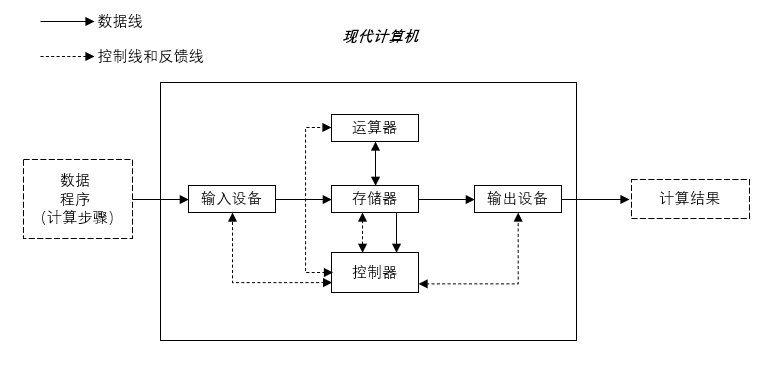 数据线
现代计算机
控制线和反馈线
运算器
数据
程序
(计算步骤)
输入设备
存储器
输出设备
计算结果
控制器